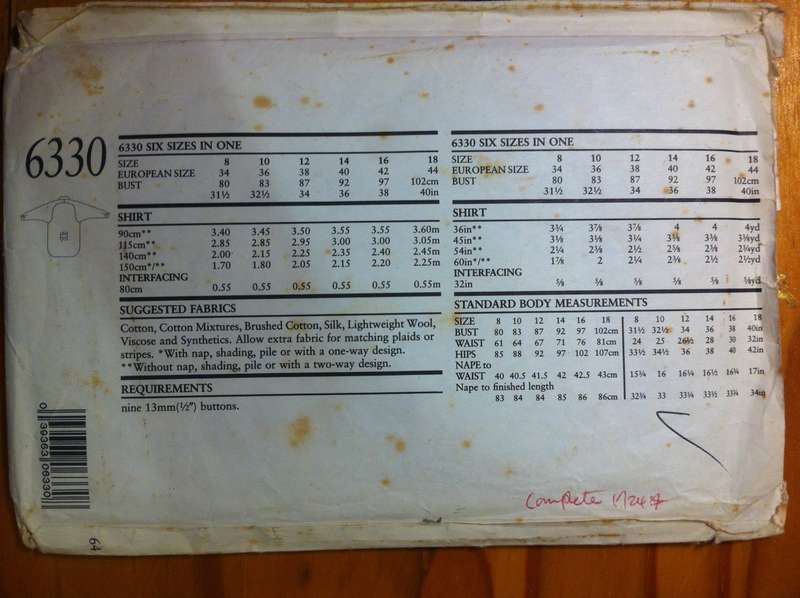 6330
6330 SIX SIZES IN ONE
SIZE 8 10 12 14 16 18
EUROPEAN SIZE 34 36 38 40 42 44
BUST 80 83 87 92 97 102cm
31½ 32½ 34 36 38 40in
SHIRT
90cm** 3.40 3.45 3.50 3.55 3.55 3.60m
115cm** 2.85 2.85 2.95 3.00 3.00 3.05m
140cm** 2.00 2.15 2.25 2.35 2.40 2.45m
150cm*/** 1.70 1.80 2.05 2.15 2.20 2.25m
INTERFACING
80cm 0.55 0.55 0.55 0.55 0.55 0.55m
SUGGESTED FABRICS
Cotton, Cotton Mixtures, Brushed Cotton, Silk, Lightweight Wool,
Viscose and Synthetics. Allow extra fabric for matching plaids or
stripes. *With nap, shading, pile or with a one-way design.
**Without nap, shading, pile or with a two-way design.
REQUIREMENTS
nine 13mm(½") buttons.
0 39363 06330
64
6330 SIX SIZES IN ONE
SIZE 8 10 12 14 16 18
EUROPEAN SIZE 34 36 38 40 42 44
BUST 80 83 87 92 97 102cm
31½ 32½ 34 36 38 40in
SHIRT
36in** 3¾ 3⅞ 3⅞ 4 4 4yd
45in** 3⅛ 3⅛ 3¼ 3⅜ 3⅜ 3⅜yd
54in** 2¼ 2⅜ 2½ 2⅝ 2⅝ 2¾yd
60in*/** 1⅞ 2 2¼ 2⅜ 2½ 2½yd
INTERFACING
32in ⅝ ⅝ ⅝ ⅝ ⅝ ⅝yd
STANDARD BODY MEASUREMENTS
SIZE 8 10 12 14 16 18 8 10 12 14 16 18
BUST 80 83 87 92 97 102cm 31½ 32½ 34 36 38 40in
WAIST 61 64 67 71 76 81cm 24 25 26½ 28 30 32in
HIPS 85 88 92 97 102 107cm 33½ 34½ 36 38 40 42in
NAPE to
WAIST 40 40.5 41.5 42 42.5 43cm 15¾ 16 16¼ 16½ 16¾ 17in
Nape to finished length
83 84 84 85 86 86cm 32¾ 33 33¼ 33½ 33¾ 34in
Complete